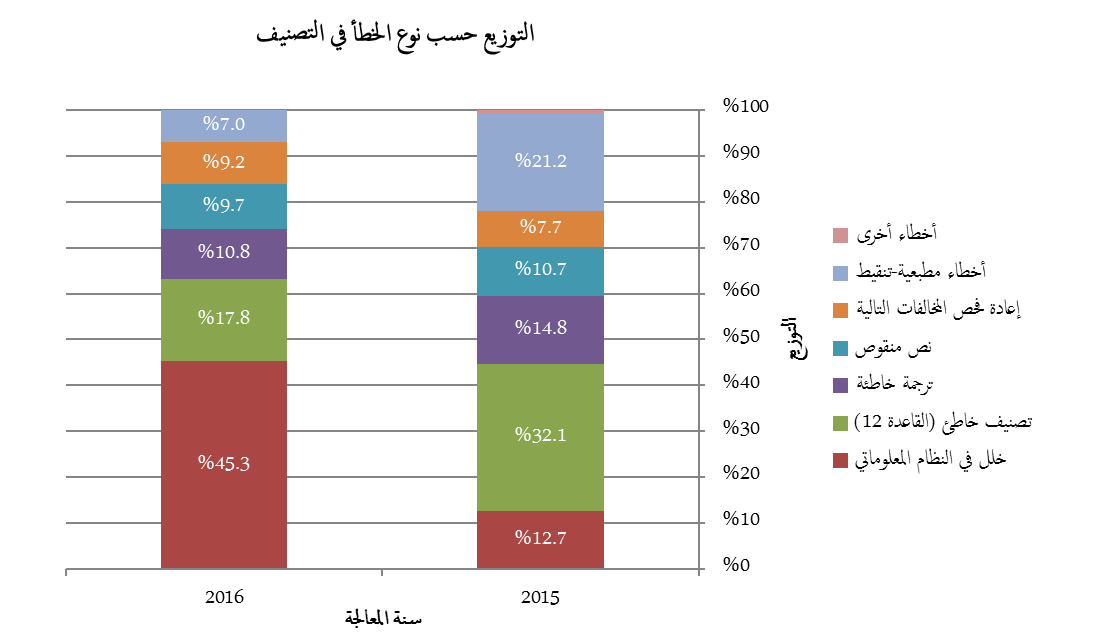 التوزيع حسب نوع الخطأ في التصنيف
%100
%90
%80
%70
%60
%50
%40
%30
%20
%10
%0
التوزيع
%21.2
%7.7
%10.7
%14.8
%32.1
%12.7
%7.0
%9.2
%9.7
%10.8
%17.8
%45.3
2015
2016
سنة المعالجة
أخطاء أخرى
أخطاء مطبعية-تنقيط
إعادة فحص المخالفات التالية
نص منقوص
ترجمة خاطئة
تصنيف خاطئ (القاعدة 12)
خلل في النظام المعلوماتي